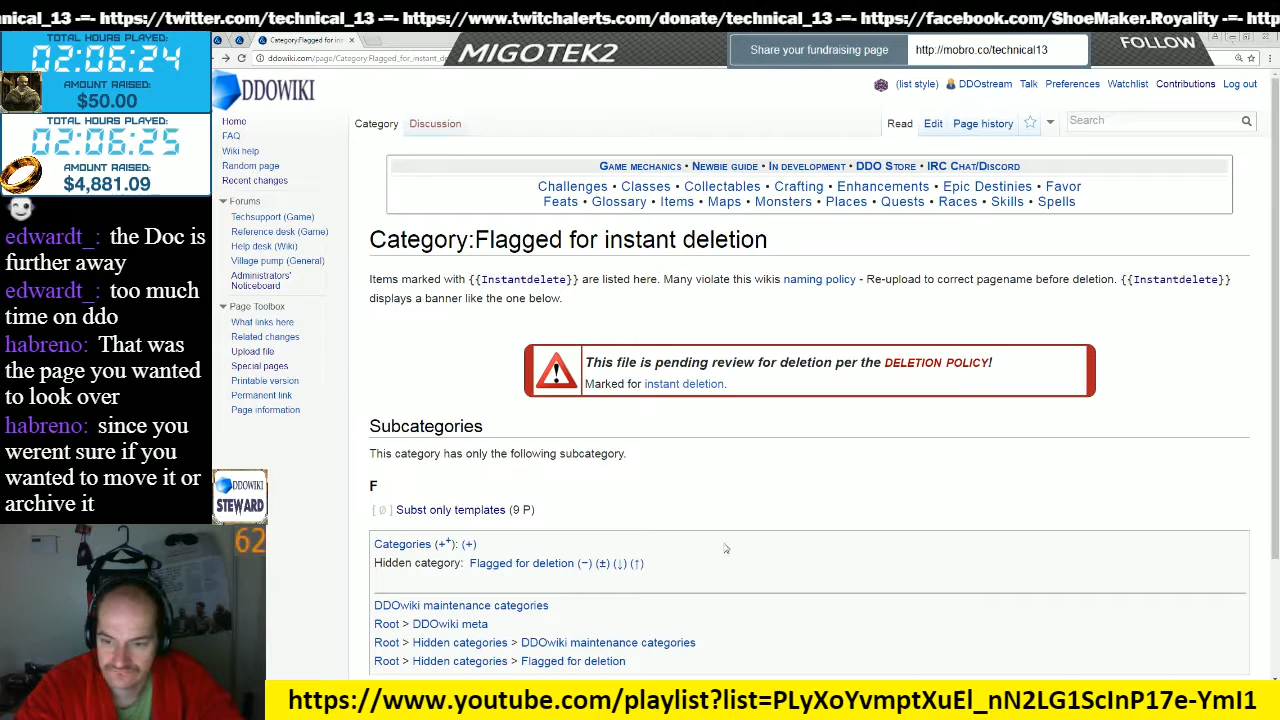 nical_13 -=- https://twitter.com/technical_13 -=- https://www.twitchalerts.com/donate/technical_13 -=- https://facebook.com/ShoeMaker.Royality -=- http
TOTAL HOURS PLAYED:
02:06:24
AMOUNT RAISED:
$50.00
TOTAL HOURS PLAYED:
02:06:25
AMOUNT RAISED:
$4,881.09
edwardt_: the Doc is
further away
edwardt_: too much
time on ddo
habreno: That was
the page you wanted
to look over
habreno: since you
werent sure if you
wanted to move it or
archive it
62
Category:Flagged for ins
ddowiki.com/page/Category:Flagged_for_instant_d
MIGOTEK2
Share your fundraising page
http://mobro.co/technical13
FOLLOW
DDOWIKI
(list style) DDOstream Talk Preferences Watchlist Contributions Log out
Home
FAQ
Wiki help
Random page
Recent changes
Forums
Techsupport (Game)
Reference desk (Game)
Help desk (Wiki)
Village pump (General)
Administrators'
Noticeboard
Page Toolbox
What links here
Related changes
Upload file
Special pages
Printable version
Permanent link
Page information
DDOWIKI
STEWARD
Category Discussion
Read Edit Page history
Search
Game mechanics • Newbie guide • In development • DDO Store • IRC Chat/Discord
Challenges • Classes • Collectables • Crafting • Enhancements • Epic Destinies • Favor
Feats • Glossary • Items • Maps • Monsters • Places • Quests • Races • Skills • Spells
Category:Flagged for instant deletion
Items marked with {{Instantdelete}} are listed here. Many violate this wikis naming policy - Re-upload to correct pagename before deletion. {{Instantdelete}}
displays a banner like the one below.
This file is pending review for deletion per the DELETION POLICY!
Marked for instant deletion.
Subcategories
This category has only the following subcategory.
F
[ ∅ ] Subst only templates (9 P)
Categories (+⁺): (+)
Hidden category: Flagged for deletion (−) (±) (↓) (↑)
DDOwiki maintenance categories
Root > DDOwiki meta
Root > Hidden categories > DDOwiki maintenance categories
Root > Hidden categories > Flagged for deletion
https://www.youtube.com/playlist?list=PLyXoYvmptXuEl_nN2LG1ScInP17e-YmI1